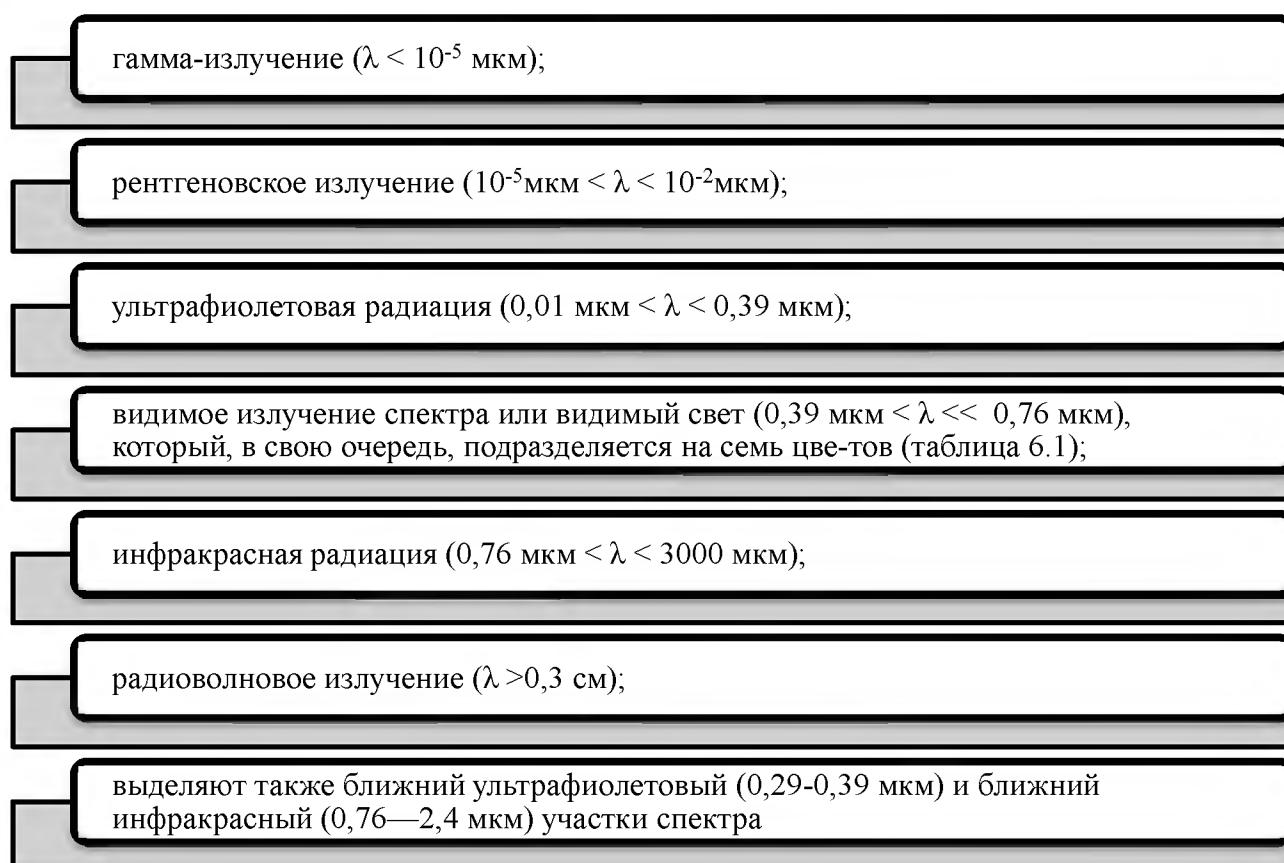 гамма-излучение (λ < 10⁻⁵ мкм);
рентгеновское излучение (10⁻⁵мкм < λ < 10⁻²мкм);
ультрафиолетовая радиация (0,01 мкм < λ < 0,39 мкм);
видимое излучение спектра или видимый свет (0,39 мкм < λ << 0,76 мкм),
который, в свою очередь, подразделяется на семь цве-тов (таблица 6.1);
инфракрасная радиация (0,76 мкм < λ < 3000 мкм);
радиоволновое излучение (λ >0,3 см);
выделяют также ближний ультрафиолетовый (0,29-0,39 мкм) и ближний
инфракрасный (0,76—2,4 мкм) участки спектра